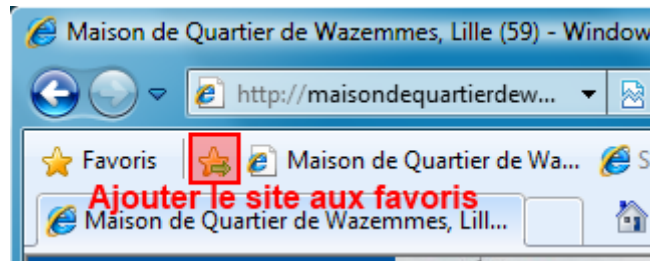 Maison de Quartier de Wazemmes, Lille (59) - Window
http://maisondequartierdew...
Favoris Maison de Quartier de Wa... S
Ajouter le site aux favoris
Maison de Quartier de Wazemmes, Lill...